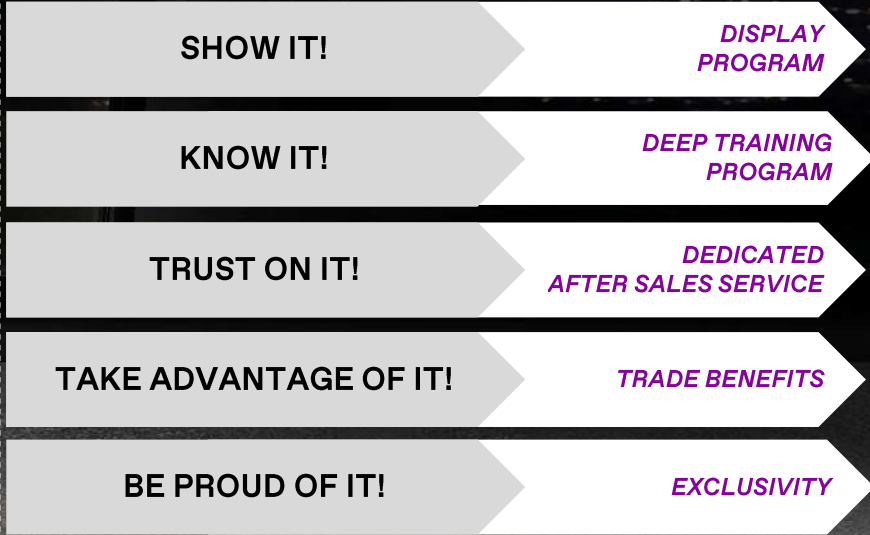 SHOW IT!
DISPLAY
PROGRAM
KNOW IT!
DEEP TRAINING
PROGRAM
TRUST ON IT!
DEDICATED
AFTER SALES SERVICE
TAKE ADVANTAGE OF IT!
TRADE BENEFITS
BE PROUD OF IT!
EXCLUSIVITY